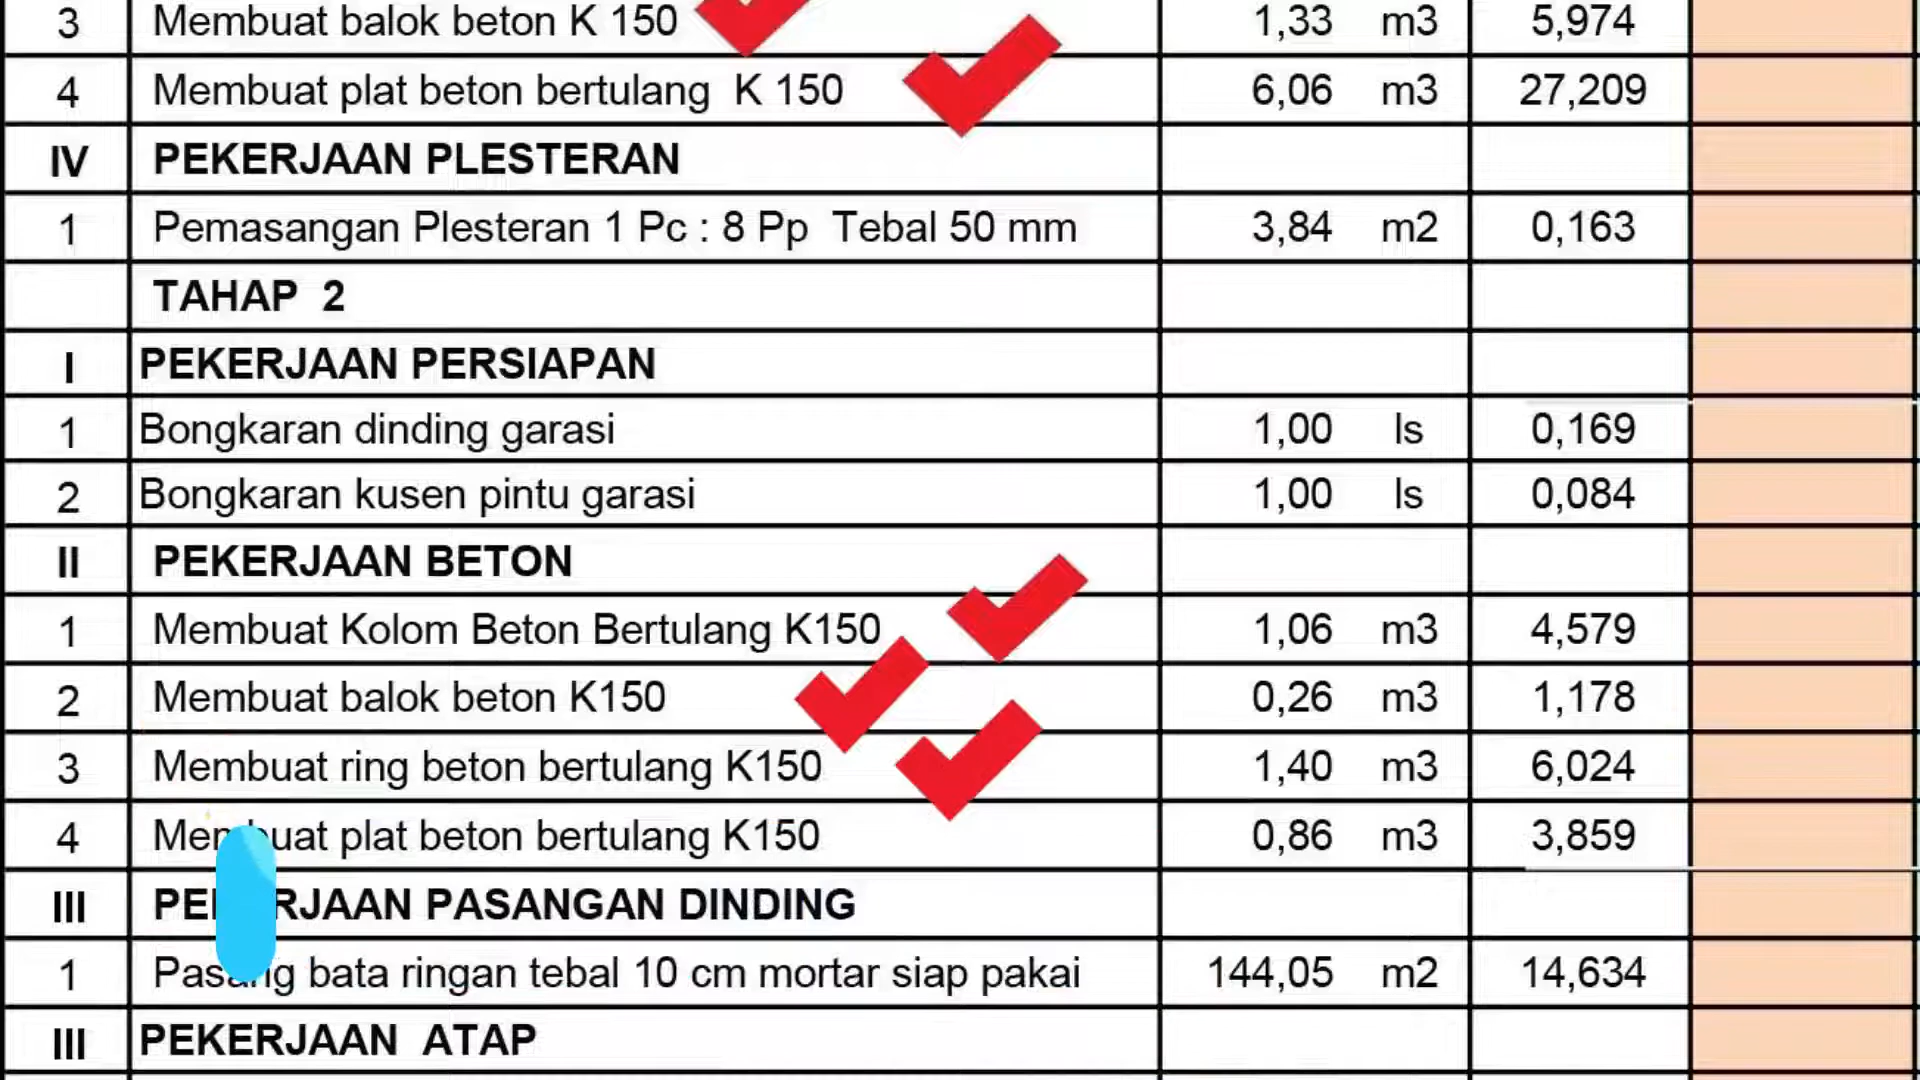 3 Membuat balok beton K 150 1,33 m3 5,974
4 Membuat plat beton bertulang K 150 6,06 m3 27,209
IV PEKERJAAN PLESTERAN
1 Pemasangan Plesteran 1 Pc : 8 Pp Tebal 50 mm 3,84 m2 0,163
TAHAP 2
I PEKERJAAN PERSIAPAN
1 Bongkaran dinding garasi 1,00 ls 0,169
2 Bongkaran kusen pintu garasi 1,00 ls 0,084
II PEKERJAAN BETON
1 Membuat Kolom Beton Bertulang K150 1,06 m3 4,579
2 Membuat balok beton K150 0,26 m3 1,178
3 Membuat ring beton bertulang K150 1,40 m3 6,024
4 Membuat plat beton bertulang K150 0,86 m3 3,859
III PEKERJAAN PASANGAN DINDING
1 Pasang bata ringan tebal 10 cm mortar siap pakai 144,05 m2 14,634
III PEKERJAAN ATAP